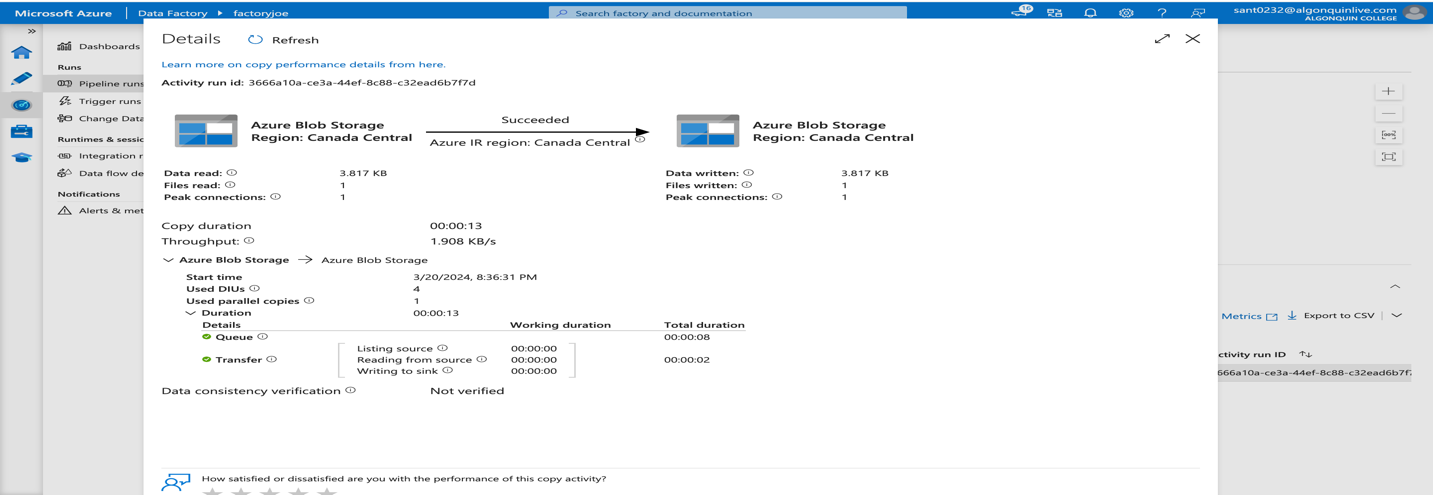 Microsoft Azure Data Factory factoryjoe Search factory and documentation 16 ? sant0232@algonquinlive.com
ALGONQUIN COLLEGE
Details Refresh
Dashboards
Learn more on copy performance details from here.
Runs
Activity run id: 3666a10a-ce3a-44ef-8c88-c32ead6b7f7d
Pipeline runs
Trigger runs
Change Data
Runtimes & sessic
Integration r
Data flow de
Notifications
Alerts & met
Azure Blob Storage
Region: Canada Central
Succeeded
Azure IR region: Canada Central
Azure Blob Storage
Region: Canada Central
Data read: 3.817 KB
Files read: 1
Peak connections: 1
Data written: 3.817 KB
Files written: 1
Peak connections: 1
Copy duration 00:00:13
Throughput: 1.908 KB/s
Azure Blob Storage → Azure Blob Storage
Start time 3/20/2024, 8:36:31 PM
Used DIUs 4
Used parallel copies 1
Duration 00:00:13
Details Working duration Total duration
Queue 00:00:08
Listing source 00:00:00
Transfer Reading from source 00:00:00 00:00:02
Writing to sink 00:00:00
Data consistency verification Not verified
How satisfied or dissatisfied are you with the performance of this copy activity?
Metrics Export to CSV
ctivity run ID
666a10a-ce3a-44ef-8c88-c32ead6b7f7